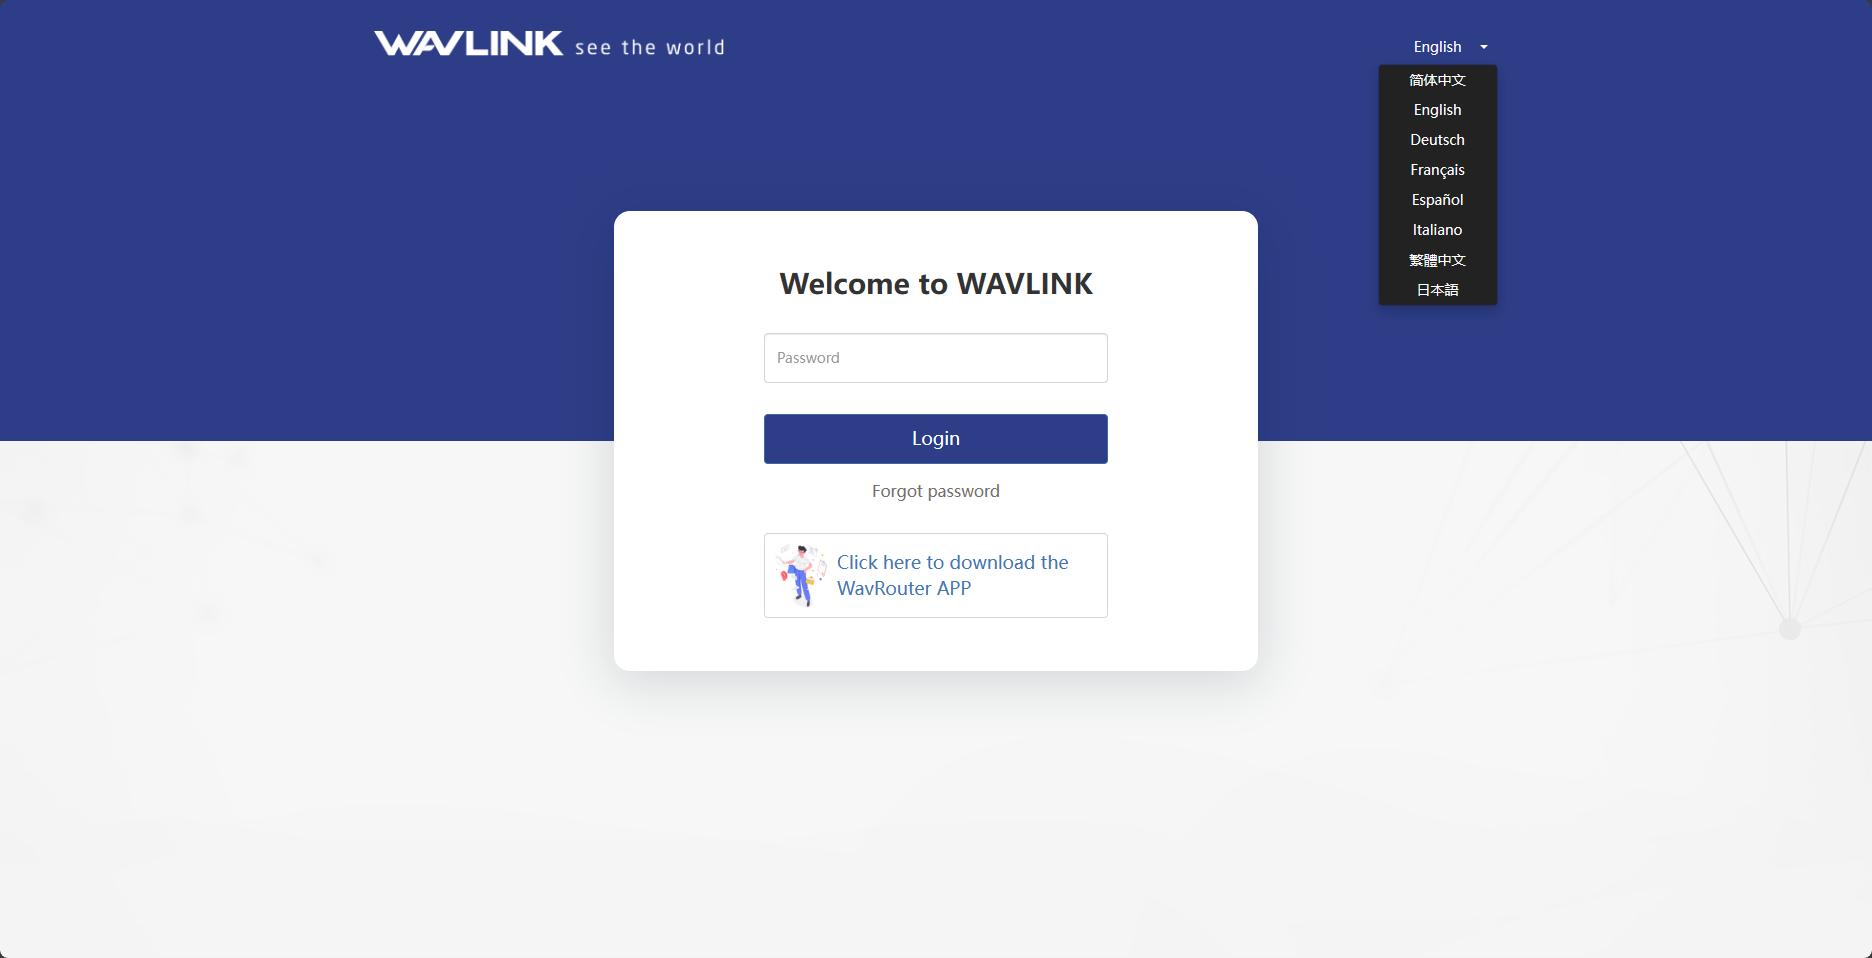 WAVLINK see the world
English
简体中文
English
Deutsch
Français
Español
Italiano
繁體中文
日本語
Welcome to WAVLINK
Password
Login
Forgot password
Click here to download the
WavRouter APP